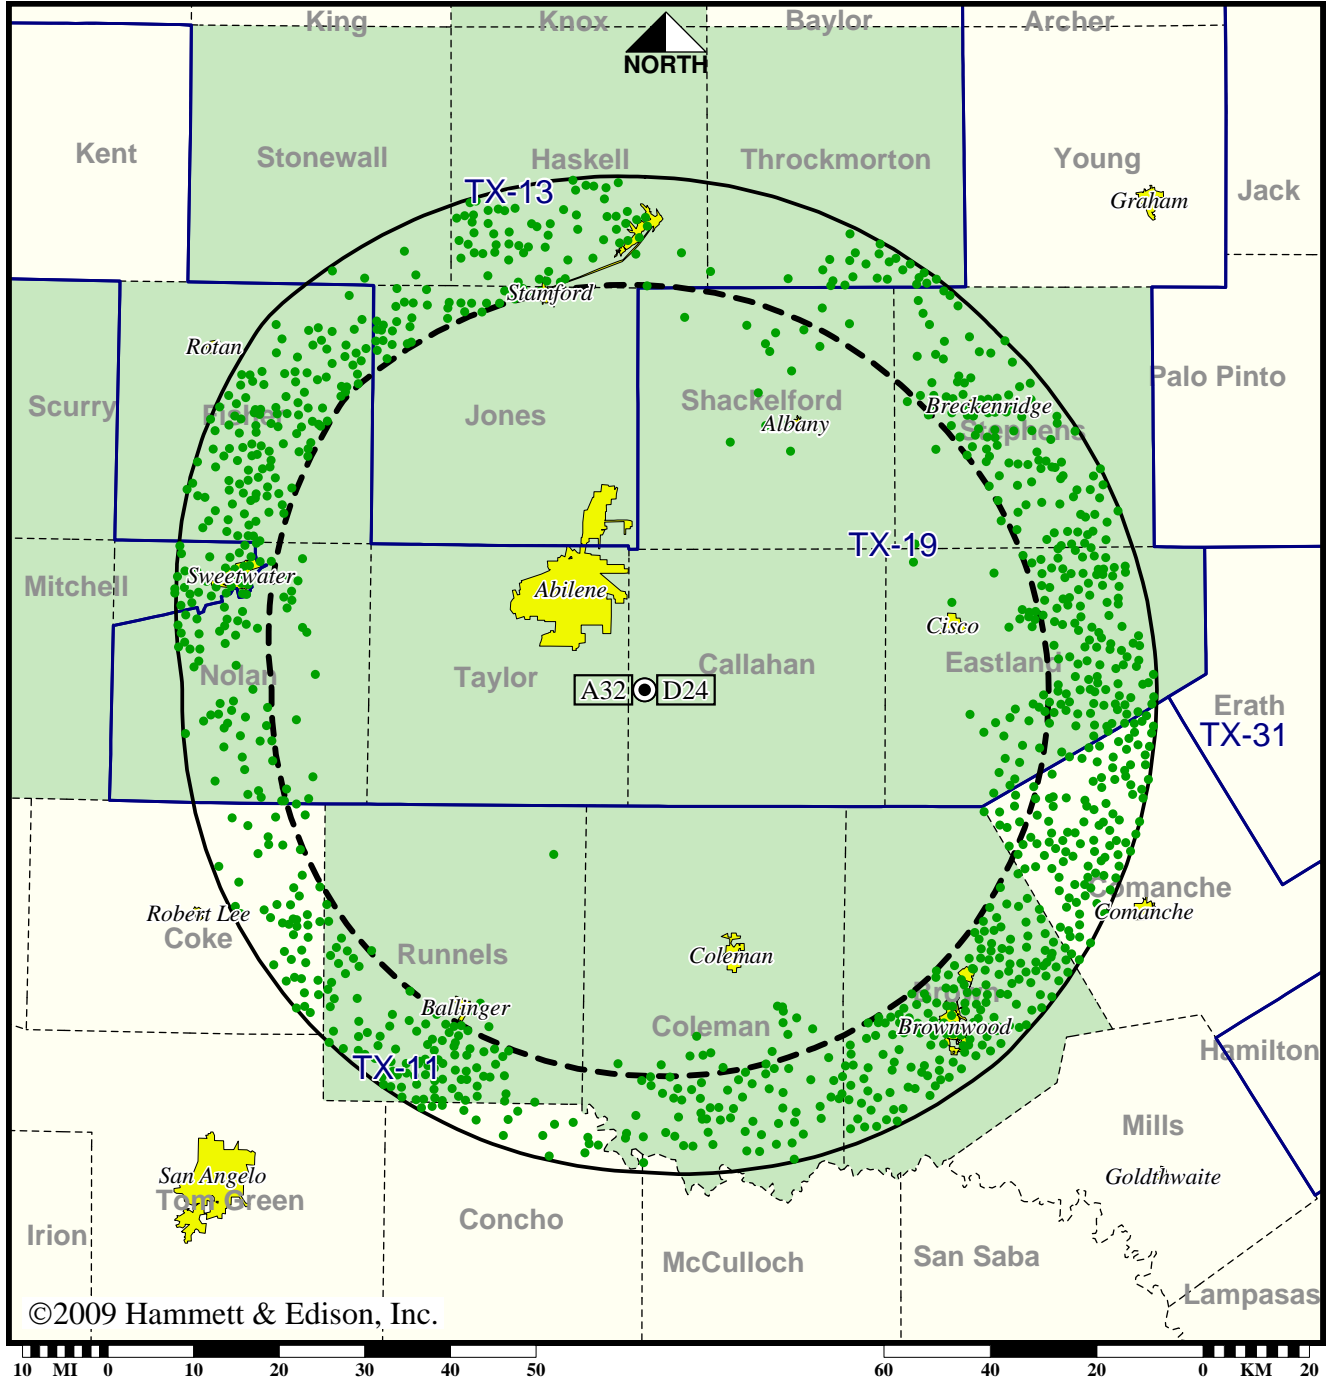 King
Knox
Baylor
Archer
NORTH
Kent
Stonewall
Haskell
Throckmorton
Young
Jack
TX-13
Graham
Stamford
Rotan
Palo Pinto
Scurry
Fisher
Jones
Shackelford
Albany
Breckenridge
Stephens
TX-19
Mitchell
Sweetwater
Abilene
Cisco
Nolan
Taylor
Callahan
Eastland
A32
D24
Erath
TX-31
Comanche
Comanche
Robert Lee
Coke
Runnels
Coleman
Ballinger
Coleman
Brown
Brownwood
Hamilton
TX-11
Mills
San Angelo
Tom Green
Goldthwaite
Irion
Concho
McCulloch
San Saba
Lampasas
©2009 Hammett & Edison, Inc.
10 MI 0 10 20 30 40 50 60 40 20 0 KM 20